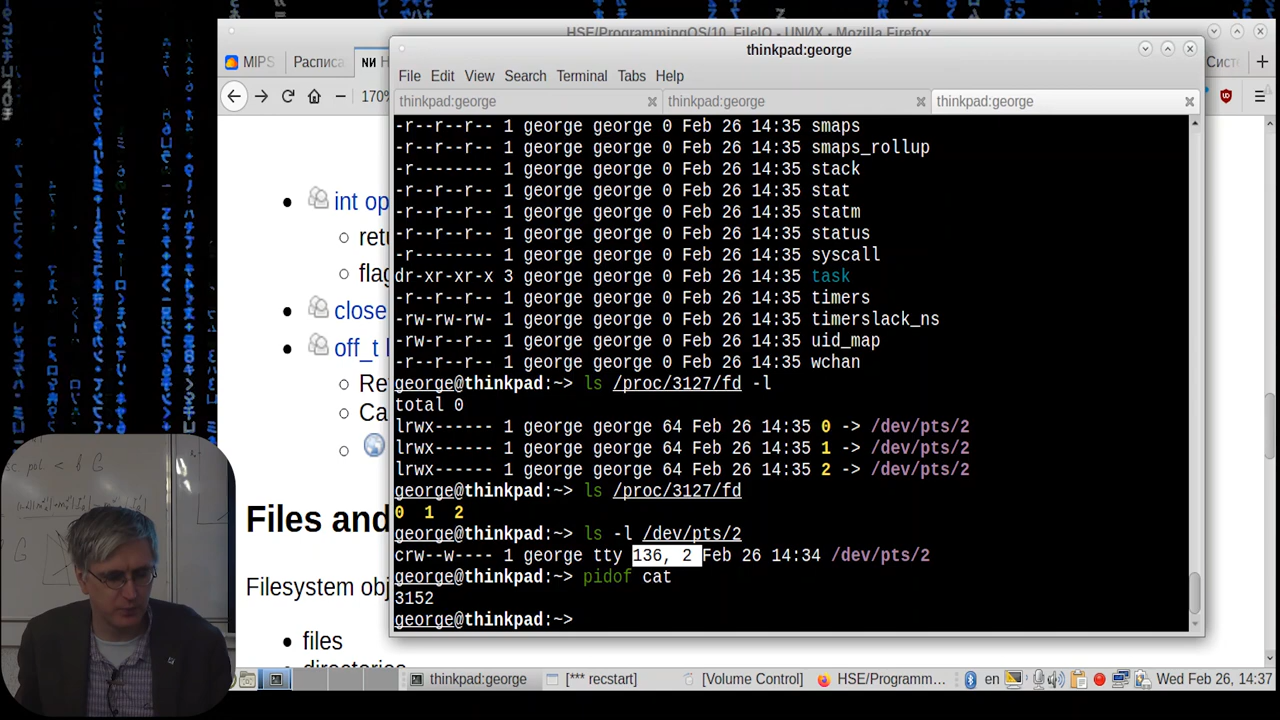 HSE/ProgrammingOS/10_FileIO - UNИX - Mozilla Firefox
thinkpad:george
MIPS
Расписа
NИ
170%
File Edit View Search Terminal Tabs Help
thinkpad:george
thinkpad:george
thinkpad:george
-r--r--r-- 1 george george 0 Feb 26 14:35 smaps
-r--r--r-- 1 george george 0 Feb 26 14:35 smaps_rollup
-r-------- 1 george george 0 Feb 26 14:35 stack
-r--r--r-- 1 george george 0 Feb 26 14:35 stat
-r--r--r-- 1 george george 0 Feb 26 14:35 statm
-r--r--r-- 1 george george 0 Feb 26 14:35 status
-r-------- 1 george george 0 Feb 26 14:35 syscall
dr-xr-xr-x 3 george george 0 Feb 26 14:35 task
-r--r--r-- 1 george george 0 Feb 26 14:35 timers
-rw-rw-rw- 1 george george 0 Feb 26 14:35 timerslack_ns
-rw-r--r-- 1 george george 0 Feb 26 14:35 uid_map
-r--r--r-- 1 george george 0 Feb 26 14:35 wchan
george@thinkpad:~> ls /proc/3127/fd -l
total 0
lrwx------ 1 george george 64 Feb 26 14:35 0 -> /dev/pts/2
lrwx------ 1 george george 64 Feb 26 14:35 1 -> /dev/pts/2
lrwx------ 1 george george 64 Feb 26 14:35 2 -> /dev/pts/2
george@thinkpad:~> ls /proc/3127/fd
0 1 2
george@thinkpad:~> ls -l /dev/pts/2
crw--w---- 1 george tty 136, 2 Feb 26 14:34 /dev/pts/2
george@thinkpad:~> pidof cat
3152
george@thinkpad:~>
int op
retu
flag
close
off_t l
Re
Ca
Files and
Filesystem obj
files
directories
thinkpad:george
[*** recstart]
[Volume Control]
HSE/Programm...
en
Wed Feb 26, 14:37